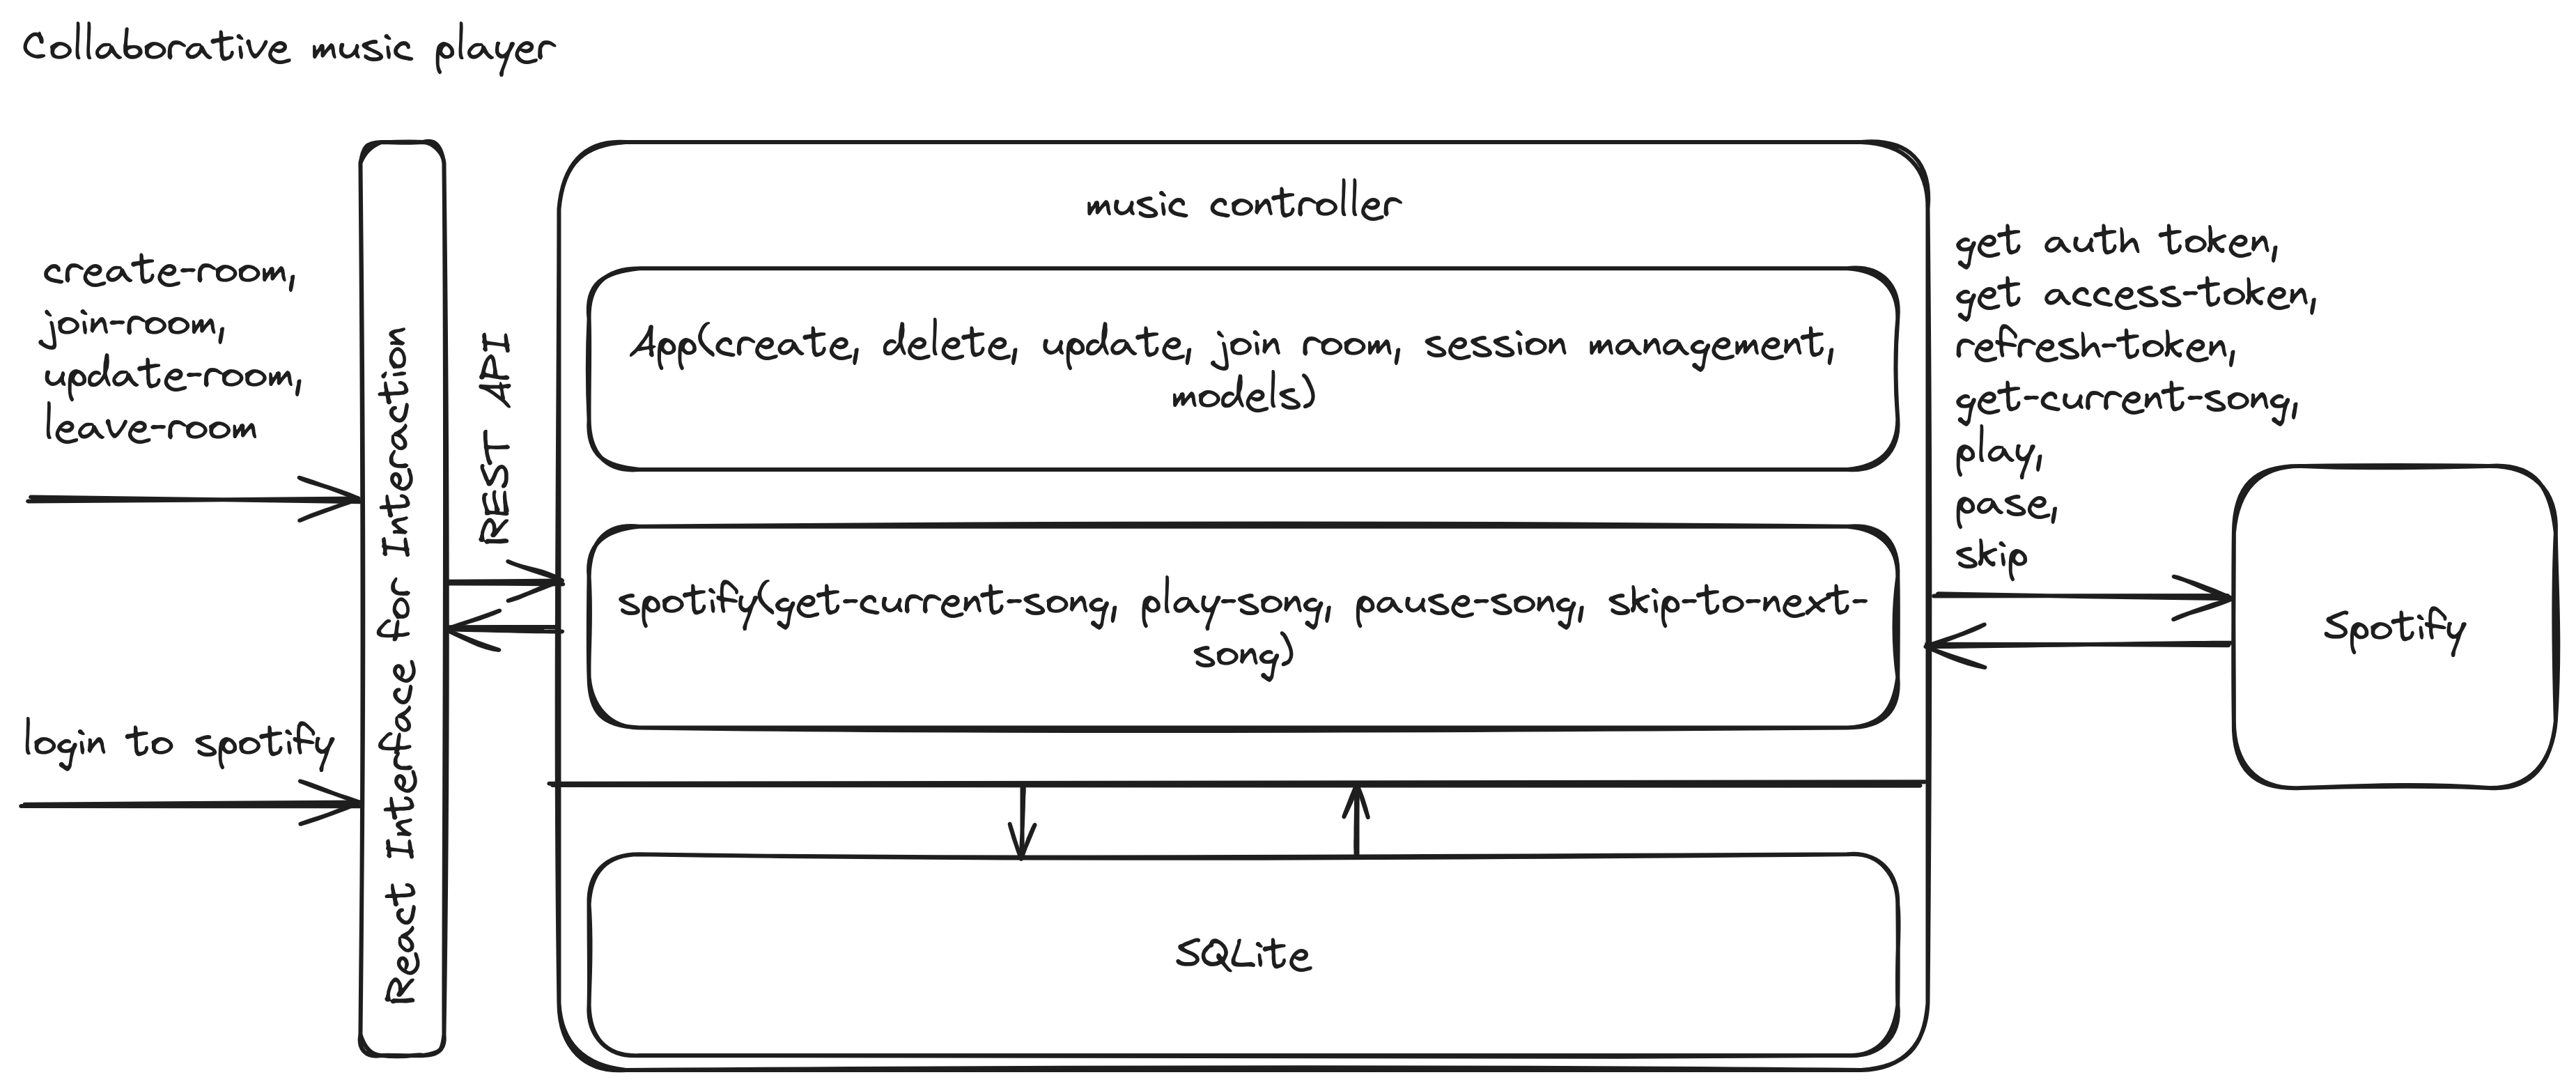 Collaborative music player
create-room,
join-room,
update-room,
leave-room
login to spotify
React Interface for Interaction
REST API
music controller
App(create, delete, update, join room, session management,
models)
spotify(get-current-song, play-song, pause-song, skip-to-next-
song)
SQLite
get auth token,
get access-token,
refresh-token,
get-current-song,
play,
pase,
skip
Spotify